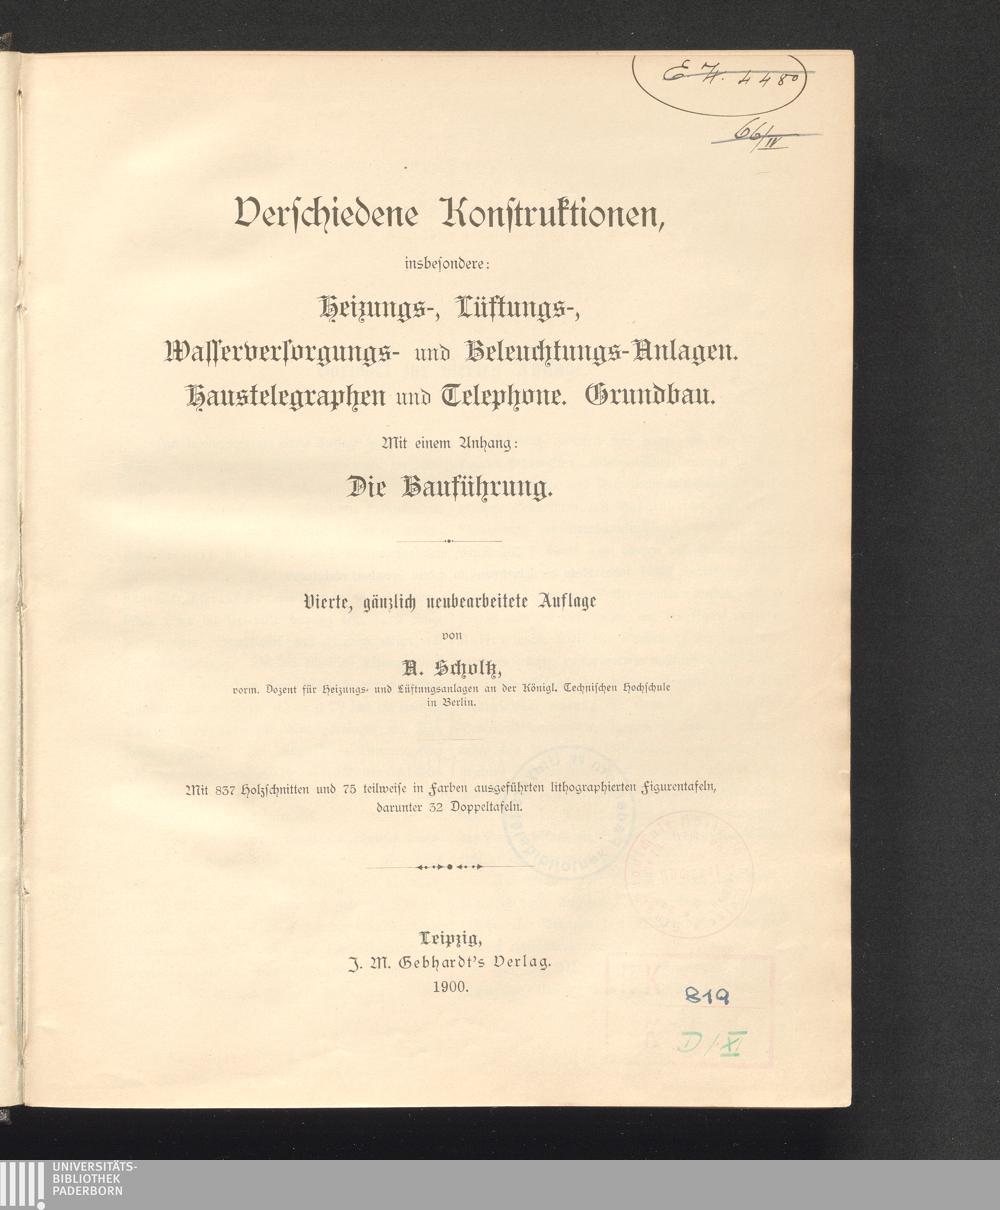 E. H. 4480
66/IV
Verschiedene Konstruktionen,
insbesondere:
Heizungs-, Lüftungs-,
Wasserversorgungs- und Beleuchtungs-Anlagen.
Haustelegraphen und Telephone. Grundbau.
Mit einem Anhang:
Die Bauführung.
Vierte, gänzlich neubearbeitete Auflage
von
A. Scholtz,
vorm. Dozent für Heizungs- und Lüftungsanlagen an der Königl. Technischen Hochschule
in Berlin.
Mit 837 Holzschnitten und 75 teilweise in Farben ausgeführten lithographierten Figurentafeln,
darunter 32 Doppeltafeln.
Leipzig,
J. M. Gebhardt's Verlag.
1900.
819
D/XI
UNIVERSITÄTS-
BIBLIOTHEK
PADERBORN